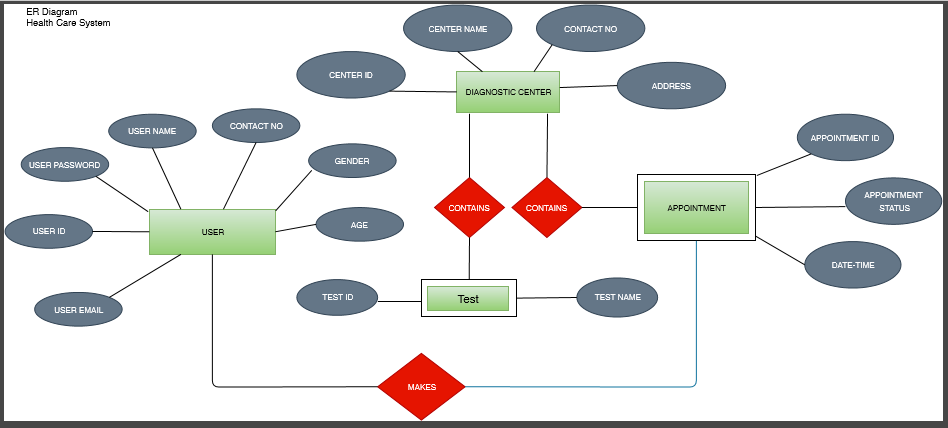 ER Diagram
Health Care System
CENTER NAME
CONTACT NO
CENTER ID
DIAGNOSTIC CENTER
ADDRESS
USER NAME
CONTACT NO
APPOINTMENT ID
USER PASSWORD
GENDER
CONTAINS
CONTAINS
APPOINTMENT
APPOINTMENT
STATUS
USER ID
USER
AGE
DATE-TIME
TEST ID
Test
TEST NAME
USER EMAIL
MAKES